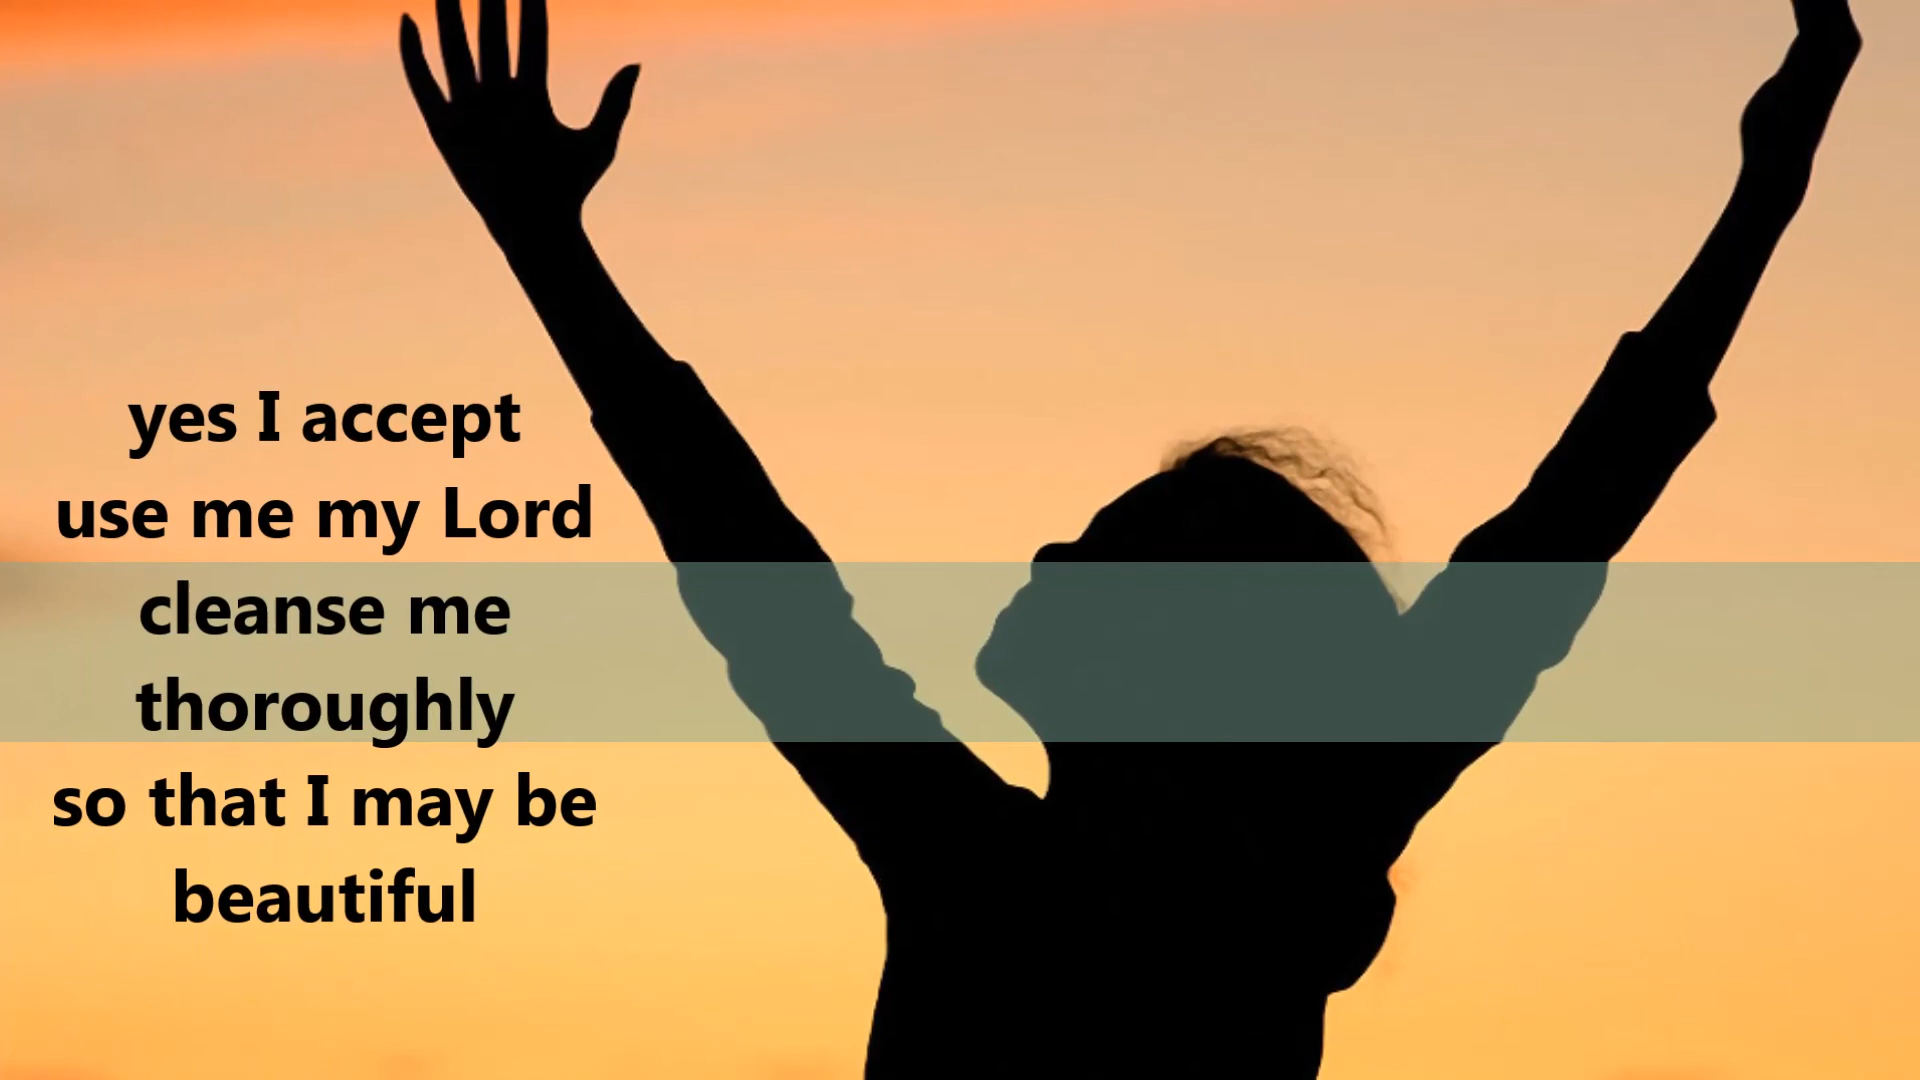 yes I accept
use me my Lord
cleanse me
thoroughly
so that I may be
beautiful